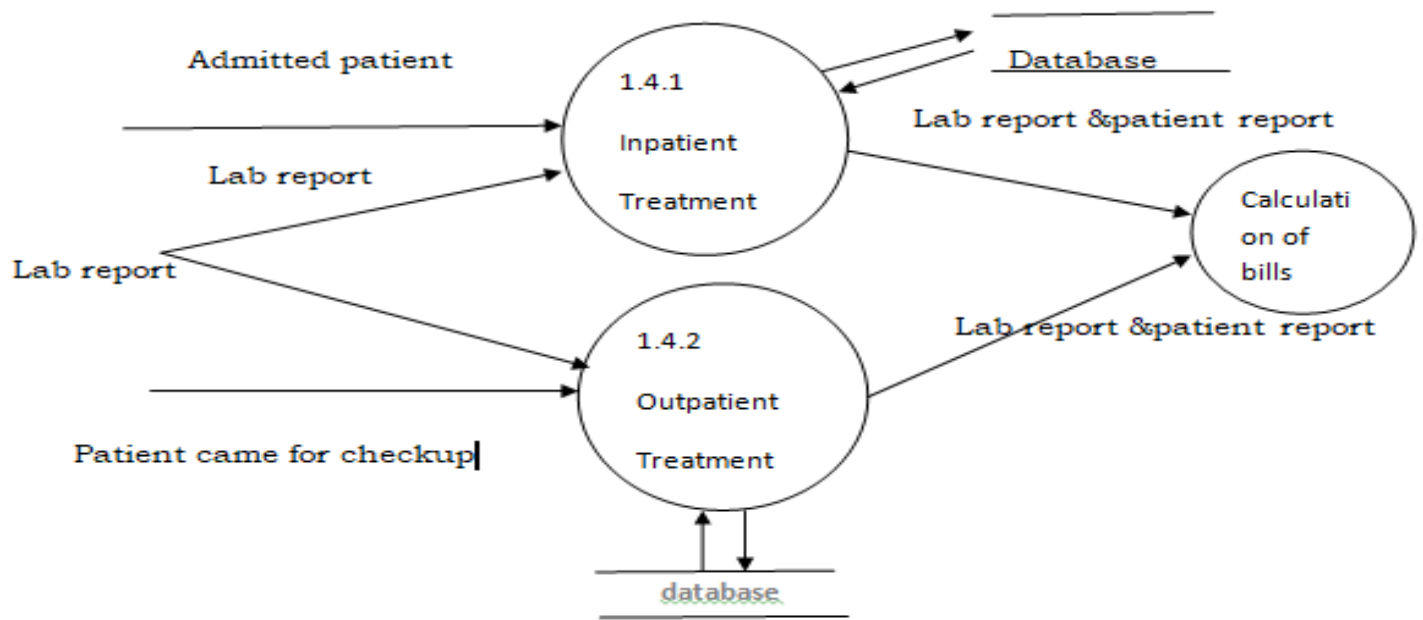 Admitted patient
1.4.1
Inpatient
Treatment
Database
Lab report &patient report
Lab report
Calculati
on of
bills
Lab report
1.4.2
Outpatient
Treatment
Lab report &patient report
Patient came for checkup
database